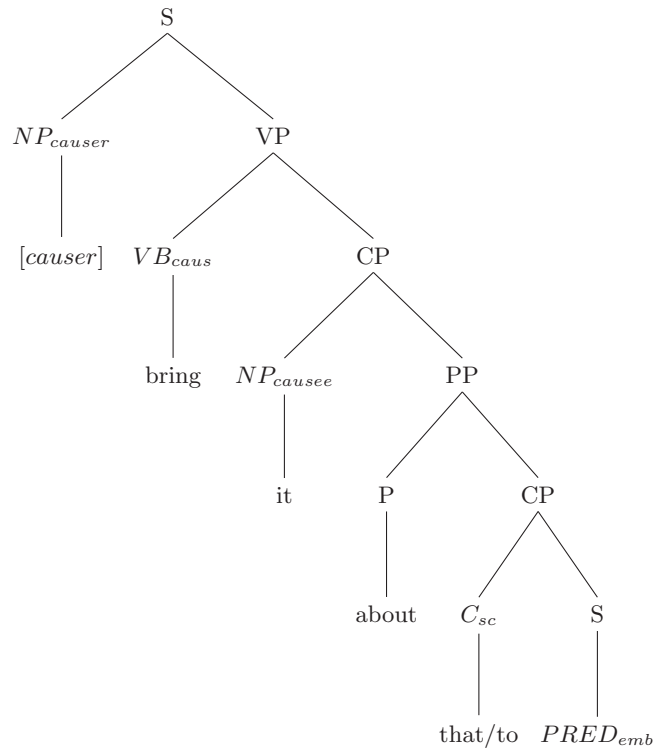 S
NP_causer VP
[causer] VB_caus CP
bring NP_causee PP
it P CP
about C_sc S
that/to PRED_emb